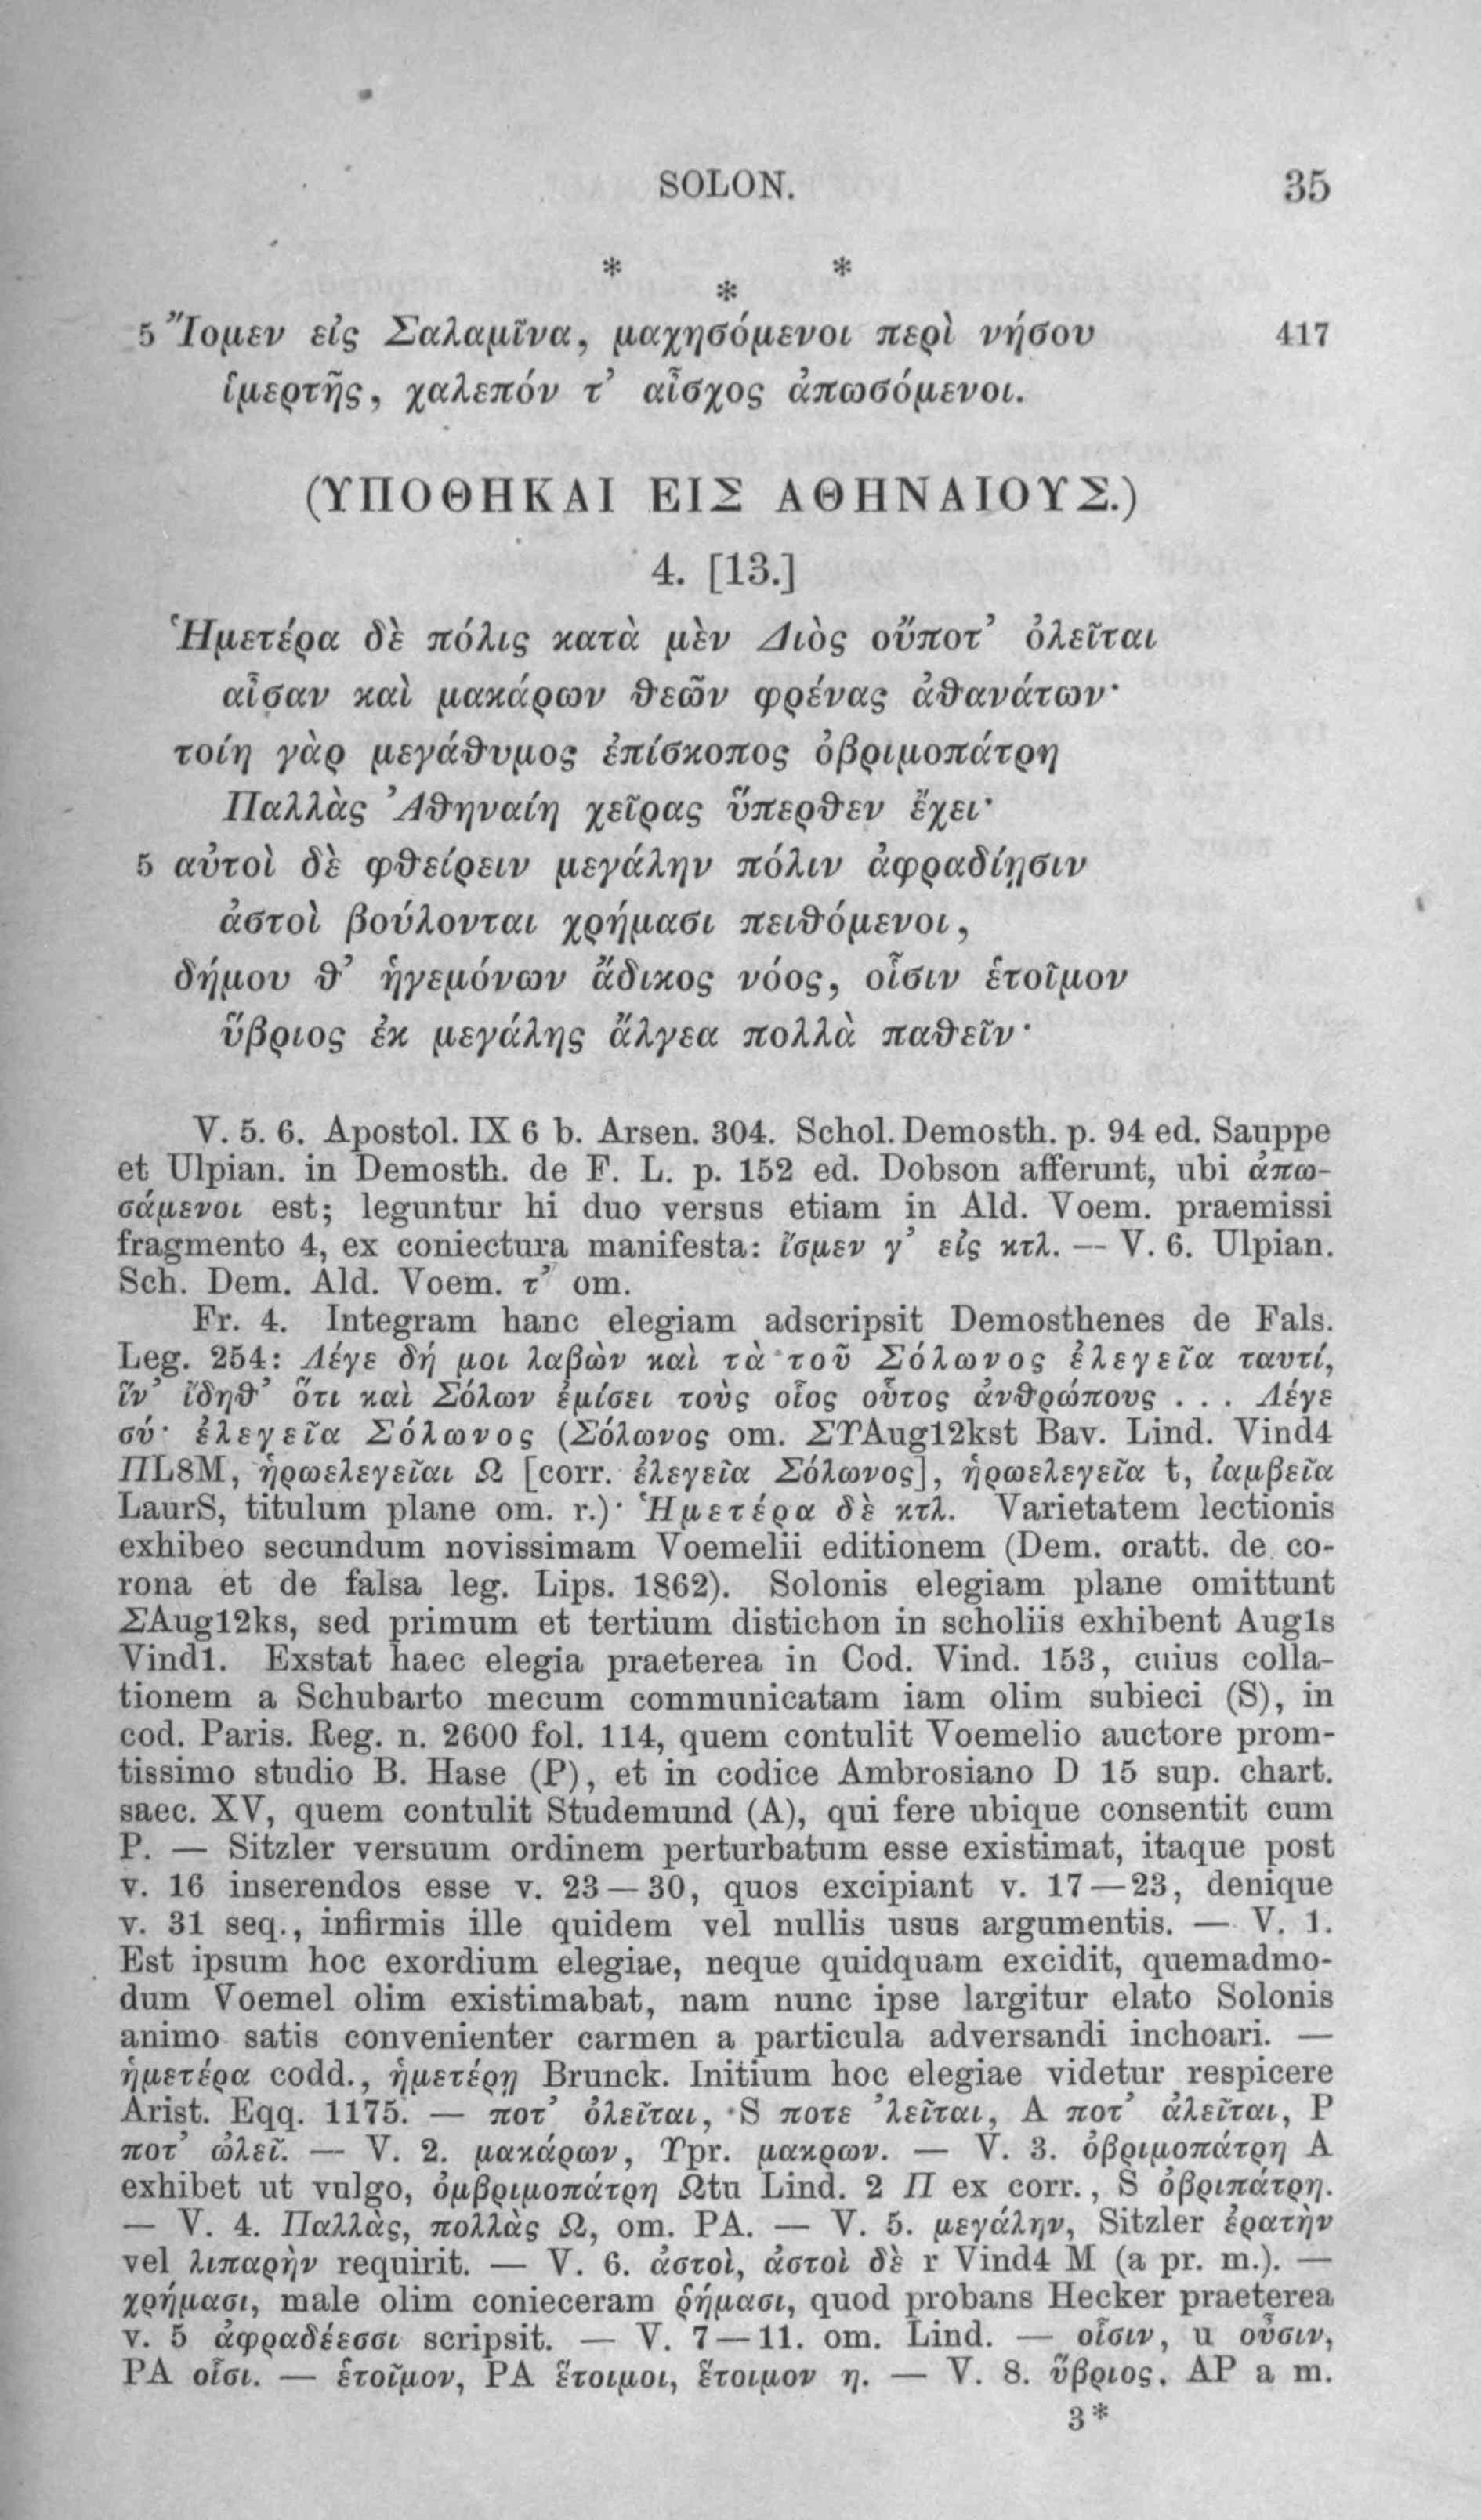 SOLON. 35
* * *
5 Ἴομεν εἰς Σαλαμῖνα, μαχησόμενοι περὶ νήσου 417
ἱμερτῆς, χαλεπόν τ’ αἶσχος ἀπωσόμενοι.
(ΥΠΟΘΗΚΑΙ ΕΙΣ ΑΘΗΝΑΙΟΥΣ.)
4. [13.]
Ἡμετέρα δὲ πόλις κατὰ μὲν Διὸς οὔποτ’ ὀλεῖται
αἶσαν καὶ μακάρων θεῶν φρένας ἀθανάτων·
τοίη γὰρ μεγάθυμος ἐπίσκοπος ὀβριμοπάτρη
Παλλὰς Ἀθηναίη χεῖρας ὕπερθεν ἔχει·
5 αὐτοὶ δὲ φθείρειν μεγάλην πόλιν ἀφραδίῃσιν
ἀστοὶ βούλονται χρήμασι πειθόμενοι,
δήμου θ’ ἡγεμόνων ἄδικος νόος, οἷσιν ἑτοῖμον
ὕβριος ἐκ μεγάλης ἄλγεα πολλὰ παθεῖν·
V. 5. 6. Apostol. IX 6 b. Arsen. 304. Schol. Demosth. p. 94 ed. Sauppe
et Ulpian. in Demosth. de F. L. p. 152 ed. Dobson afferunt, ubi ἀπω-
σάμενοι est; leguntur hi duo versus etiam in Ald. Voem. praemissi
fragmento 4, ex coniectura manifesta: ἴσμεν γ’ εἰς κτλ. — V. 6. Ulpian.
Sch. Dem. Ald. Voem. τ’ om.
Fr. 4. Integram hanc elegiam adscripsit Demosthenes de Fals.
Leg. 254: Λέγε δή μοι λαβὼν καὶ τὰ τοῦ Σόλωνος ἐλεγεῖα ταυτί,
ἵν’ ἴδηθ’ ὅτι καὶ Σόλων ἐμίσει τοὺς οἷος οὗτος ἀνθρώπους . . . Λέγε
σύ· ἐλεγεῖα Σόλωνος (Σόλωνος om. ΣΥAug12kst Bav. Lind. Vind4
ΠL8M, ἡρωελεγεῖαι Ω [corr. ἐλεγεῖα Σόλωνος], ἡρωελεγεῖα t, ἰαμβεῖα
LaurS, titulum plane om. r.)· Ἡμετέρα δὲ κτλ. Varietatem lectionis
exhibeo secundum novissimam Voemelii editionem (Dem. oratt. de co-
rona et de falsa leg. Lips. 1862). Solonis elegiam plane omittunt
ΣAug12ks, sed primum et tertium distichon in scholiis exhibent Aug1s
Vind1. Exstat haec elegia praeterea in Cod. Vind. 153, cuius colla-
tionem a Schubarto mecum communicatam iam olim subieci (S), in
cod. Paris. Reg. n. 2600 fol. 114, quem contulit Voemelio auctore prom-
tissimo studio B. Hase (P), et in codice Ambrosiano D 15 sup. chart.
saec. XV, quem contulit Studemund (A), qui fere ubique consentit cum
P. — Sitzler versuum ordinem perturbatum esse existimat, itaque post
v. 16 inserendos esse v. 23—30, quos excipiant v. 17—23, denique
v. 31 seq., infirmis ille quidem vel nullis usus argumentis. — V. 1.
Est ipsum hoc exordium elegiae, neque quidquam excidit, quemadmo-
dum Voemel olim existimabat, nam nunc ipse largitur elato Solonis
animo satis convenienter carmen a particula adversandi inchoari. —
ἡμετέρα codd., ἡμετέρη Brunck. Initium hoc elegiae videtur respicere
Arist. Eqq. 1175. — ποτ’ ὀλεῖται, S ποτε ’λεῖται, A ποτ’ ἀλεῖται, P
ποτ’ ὠλεῖ. — V. 2. μακάρων, Υpr. μακρων. — V. 3. ὀβριμοπάτρη A
exhibet ut vulgo, ὀμβριμοπάτρη Ωtu Lind. 2 Π ex corr., S ὀβριπάτρη.
— V. 4. Παλλὰς, πολλὰς Ω, om. PA. — V. 5. μεγάλην, Sitzler ἐρατὴν
vel λιπαρὴν requirit. — V. 6. ἀστοὶ, ἀστοὶ δὲ r Vind4 M (a pr. m.). —
χρήμασι, male olim conieceram ῥήμασι, quod probans Hecker praeterea
v. 5 ἀφραδέεσσι scripsit. — V. 7—11. om. Lind. — οἷσιν, u οὗσιν,
PA οἷσι. — ἑτοῖμον, PA ἕτοιμοι, ἕτοιμον η. — V. 8. ὕβριος, AP a m.
3*